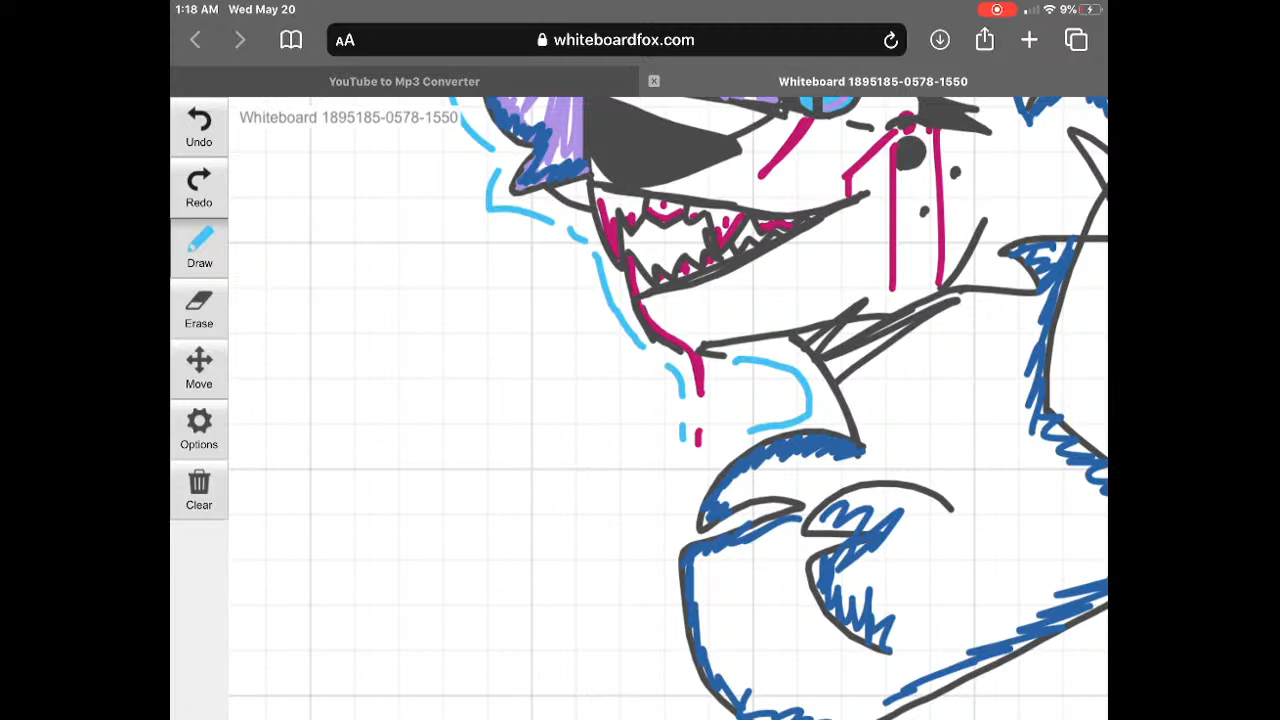 1:18 AM Wed May 20
9%
AA
whiteboardfox.com
YouTube to Mp3 Converter
Whiteboard 1895185-0578-1550
Whiteboard 1895185-0578-1550
Undo
Redo
Draw
Erase
Move
Options
Clear